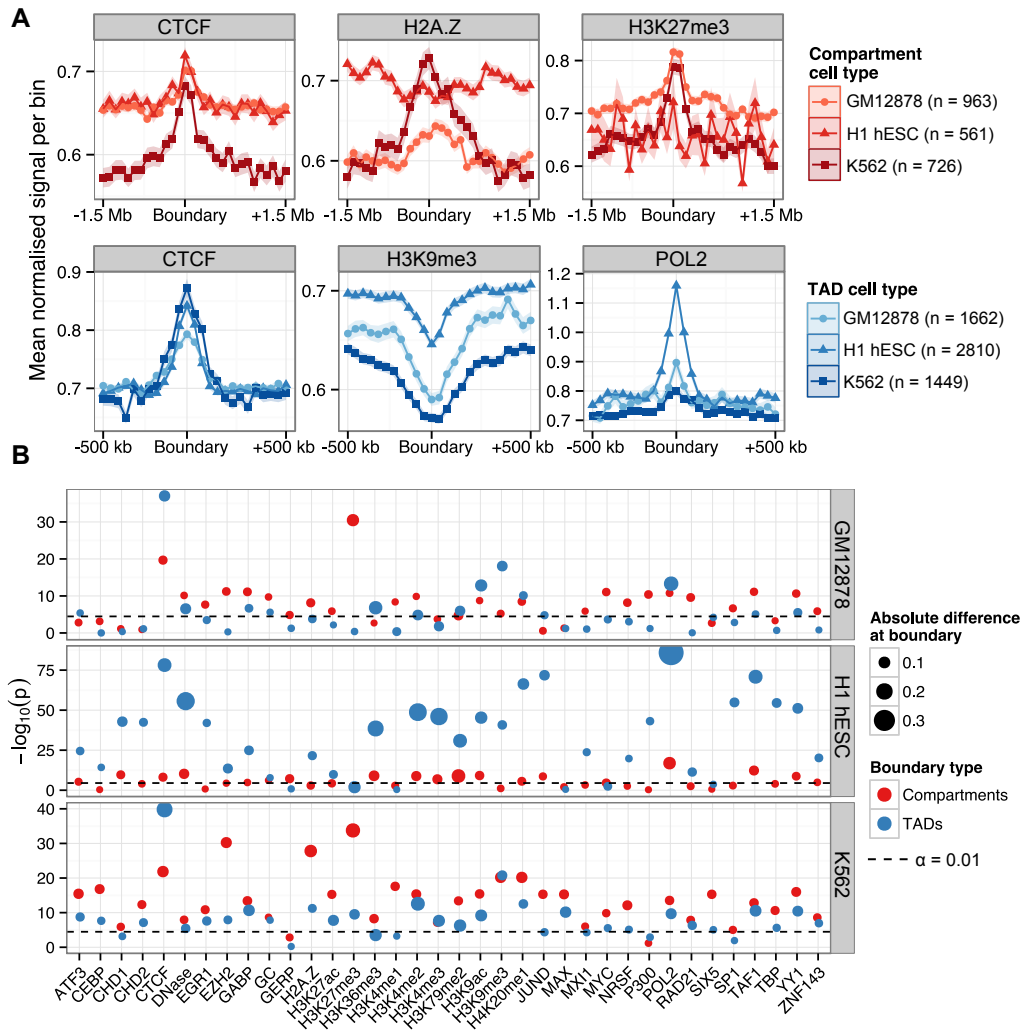 A
CTCF
H2A.Z
H3K27me3
Mean normalised signal per bin
0.7
0.6
-1.5 Mb
Boundary
+1.5 Mb
0.7
0.6
-1.5 Mb
Boundary
+1.5 Mb
0.8
0.7
0.6
-1.5 Mb
Boundary
+1.5 Mb
Compartment
cell type
GM12878 (n = 963)
H1 hESC (n = 561)
K562 (n = 726)
CTCF
H3K9me3
POL2
0.9
0.8
0.7
-500 kb
Boundary
+500 kb
0.7
0.6
-500 kb
Boundary
+500 kb
1.2
1.1
1.0
0.9
0.8
0.7
-500 kb
Boundary
+500 kb
TAD cell type
GM12878 (n = 1662)
H1 hESC (n = 2810)
K562 (n = 1449)
B
−log10(p)
30
20
10
0
GM12878
75
50
25
0
H1 hESC
40
30
20
10
0
K562
ATF3
CEBP
CHD1
CHD2
CTCF
DNase
EGR1
EZH2
GABP
GC
GERP
H2A.Z
H3K27ac
H3K27me3
H3K36me3
H3K4me1
H3K4me2
H3K4me3
H3K79me2
H3K9ac
H3K9me3
H4K20me1
JUND
MAX
MXI1
MYC
NRSF
P300
POL2
RAD21
SIX5
SP1
TAF1
TBP
YY1
ZNF143
Absolute difference
at boundary
0.1
0.2
0.3
Boundary type
Compartments
TADs
α = 0.01